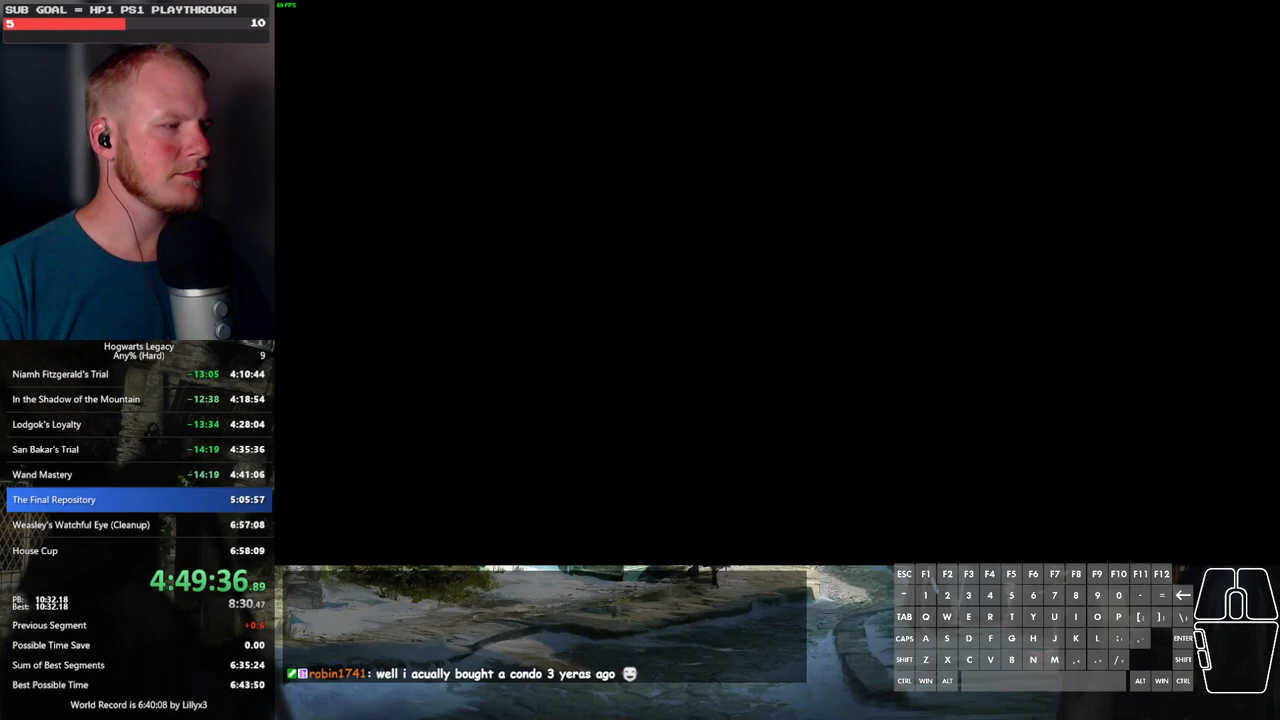 SUB GOAL = HP1 PS1 PLAYTHROUGH
5 10
69 FPS
Hogwarts Legacy
Any% (Hard) 9
Niamh Fitzgerald's Trial -13:05 4:10:44
In the Shadow of the Mountain -12:38 4:18:54
Lodgok's Loyalty -13:34 4:28:04
San Bakar's Trial -14:19 4:35:36
Wand Mastery -14:19 4:41:06
The Final Repository 5:05:57
Weasley's Watchful Eye (Cleanup) 6:57:08
House Cup 6:58:09
4:49:36.89
PB: 10:32.18
Best: 10:32.18
8:30.47
Previous Segment +0.6
Possible Time Save 0.00
Sum of Best Segments 6:35:24
Best Possible Time 6:43:50
World Record is 6:40:08 by Lillyx3
robin1741: well i acually bought a condo 3 yeras ago
ESC F1 F2 F3 F4 F5 F6 F7 F8 F9 F10 F11 F12
~ 1 2 3 4 5 6 7 8 9 0 - =
TAB Q W E R T Y U I O P [ ] \
CAPS A S D F G H J K L ; ENTER
SHIFT Z X C V B N M , . / SHIFT
CTRL WIN ALT ALT WIN CTRL